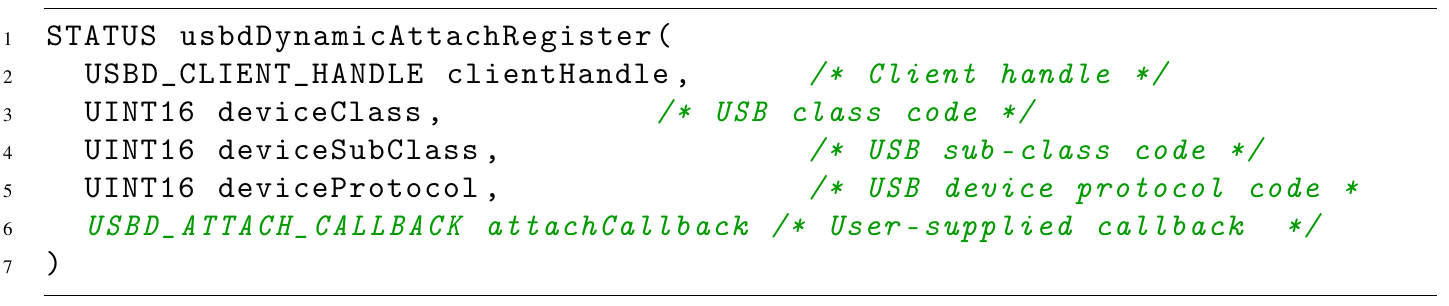 1 STATUS usbdDynamicAttachRegister(
2 USBD_CLIENT_HANDLE clientHandle, /* Client handle */
3 UINT16 deviceClass, /* USB class code */
4 UINT16 deviceSubClass, /* USB sub-class code */
5 UINT16 deviceProtocol, /* USB device protocol code *
6 USBD_ATTACH_CALLBACK attachCallback /* User-supplied callback */
7 )